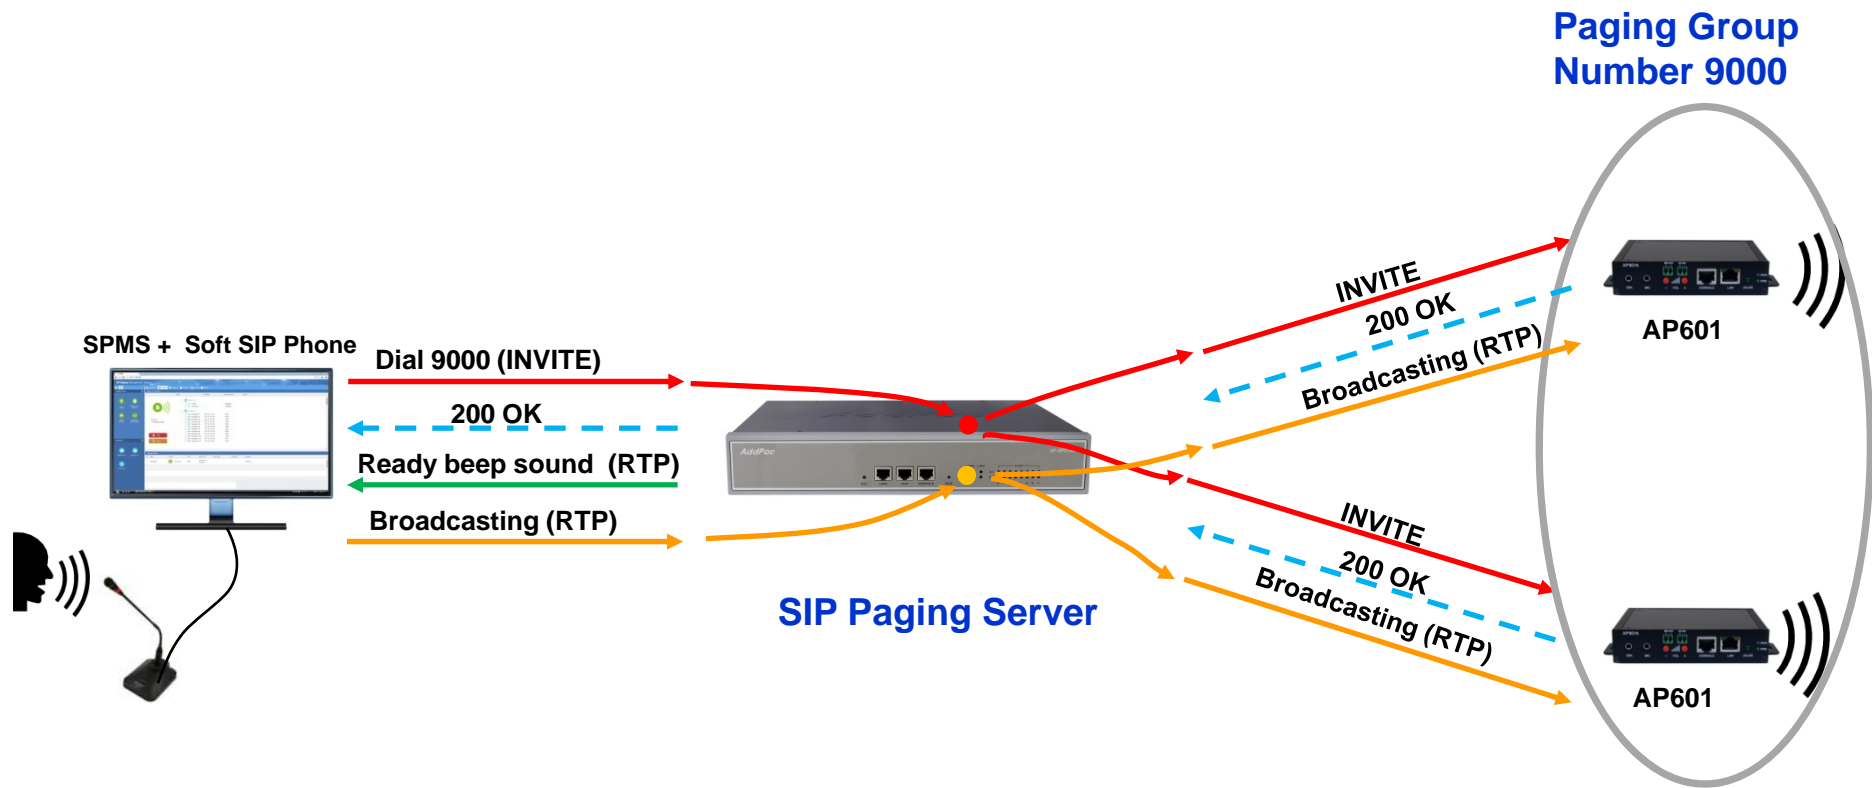 Paging Group
Number 9000
INVITE
200 OK
Broadcasting (RTP)
AP601
SPMS + Soft SIP Phone
Dial 9000 (INVITE)
200 OK
Ready beep sound (RTP)
Broadcasting (RTP)
AddPac
SIP Paging Server
INVITE
200 OK
Broadcasting (RTP)
AP601